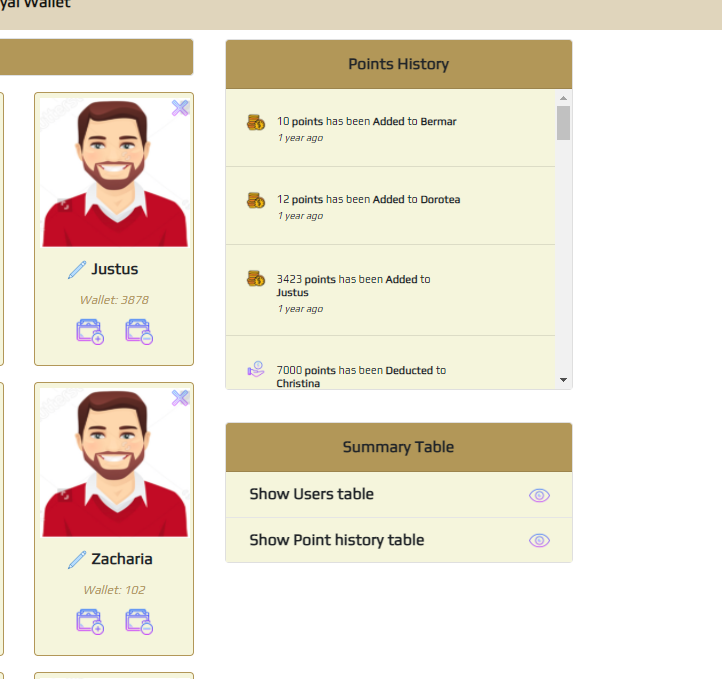 yal Wallet
Points History
10 points has been Added to Bermar
1 year ago
12 points has been Added to Dorotea
1 year ago
3423 points has been Added to
Justus
1 year ago
7000 points has been Deducted to
Christina
Justus
Wallet: 3878
Zacharia
Wallet: 102
Summary Table
Show Users table
Show Point history table